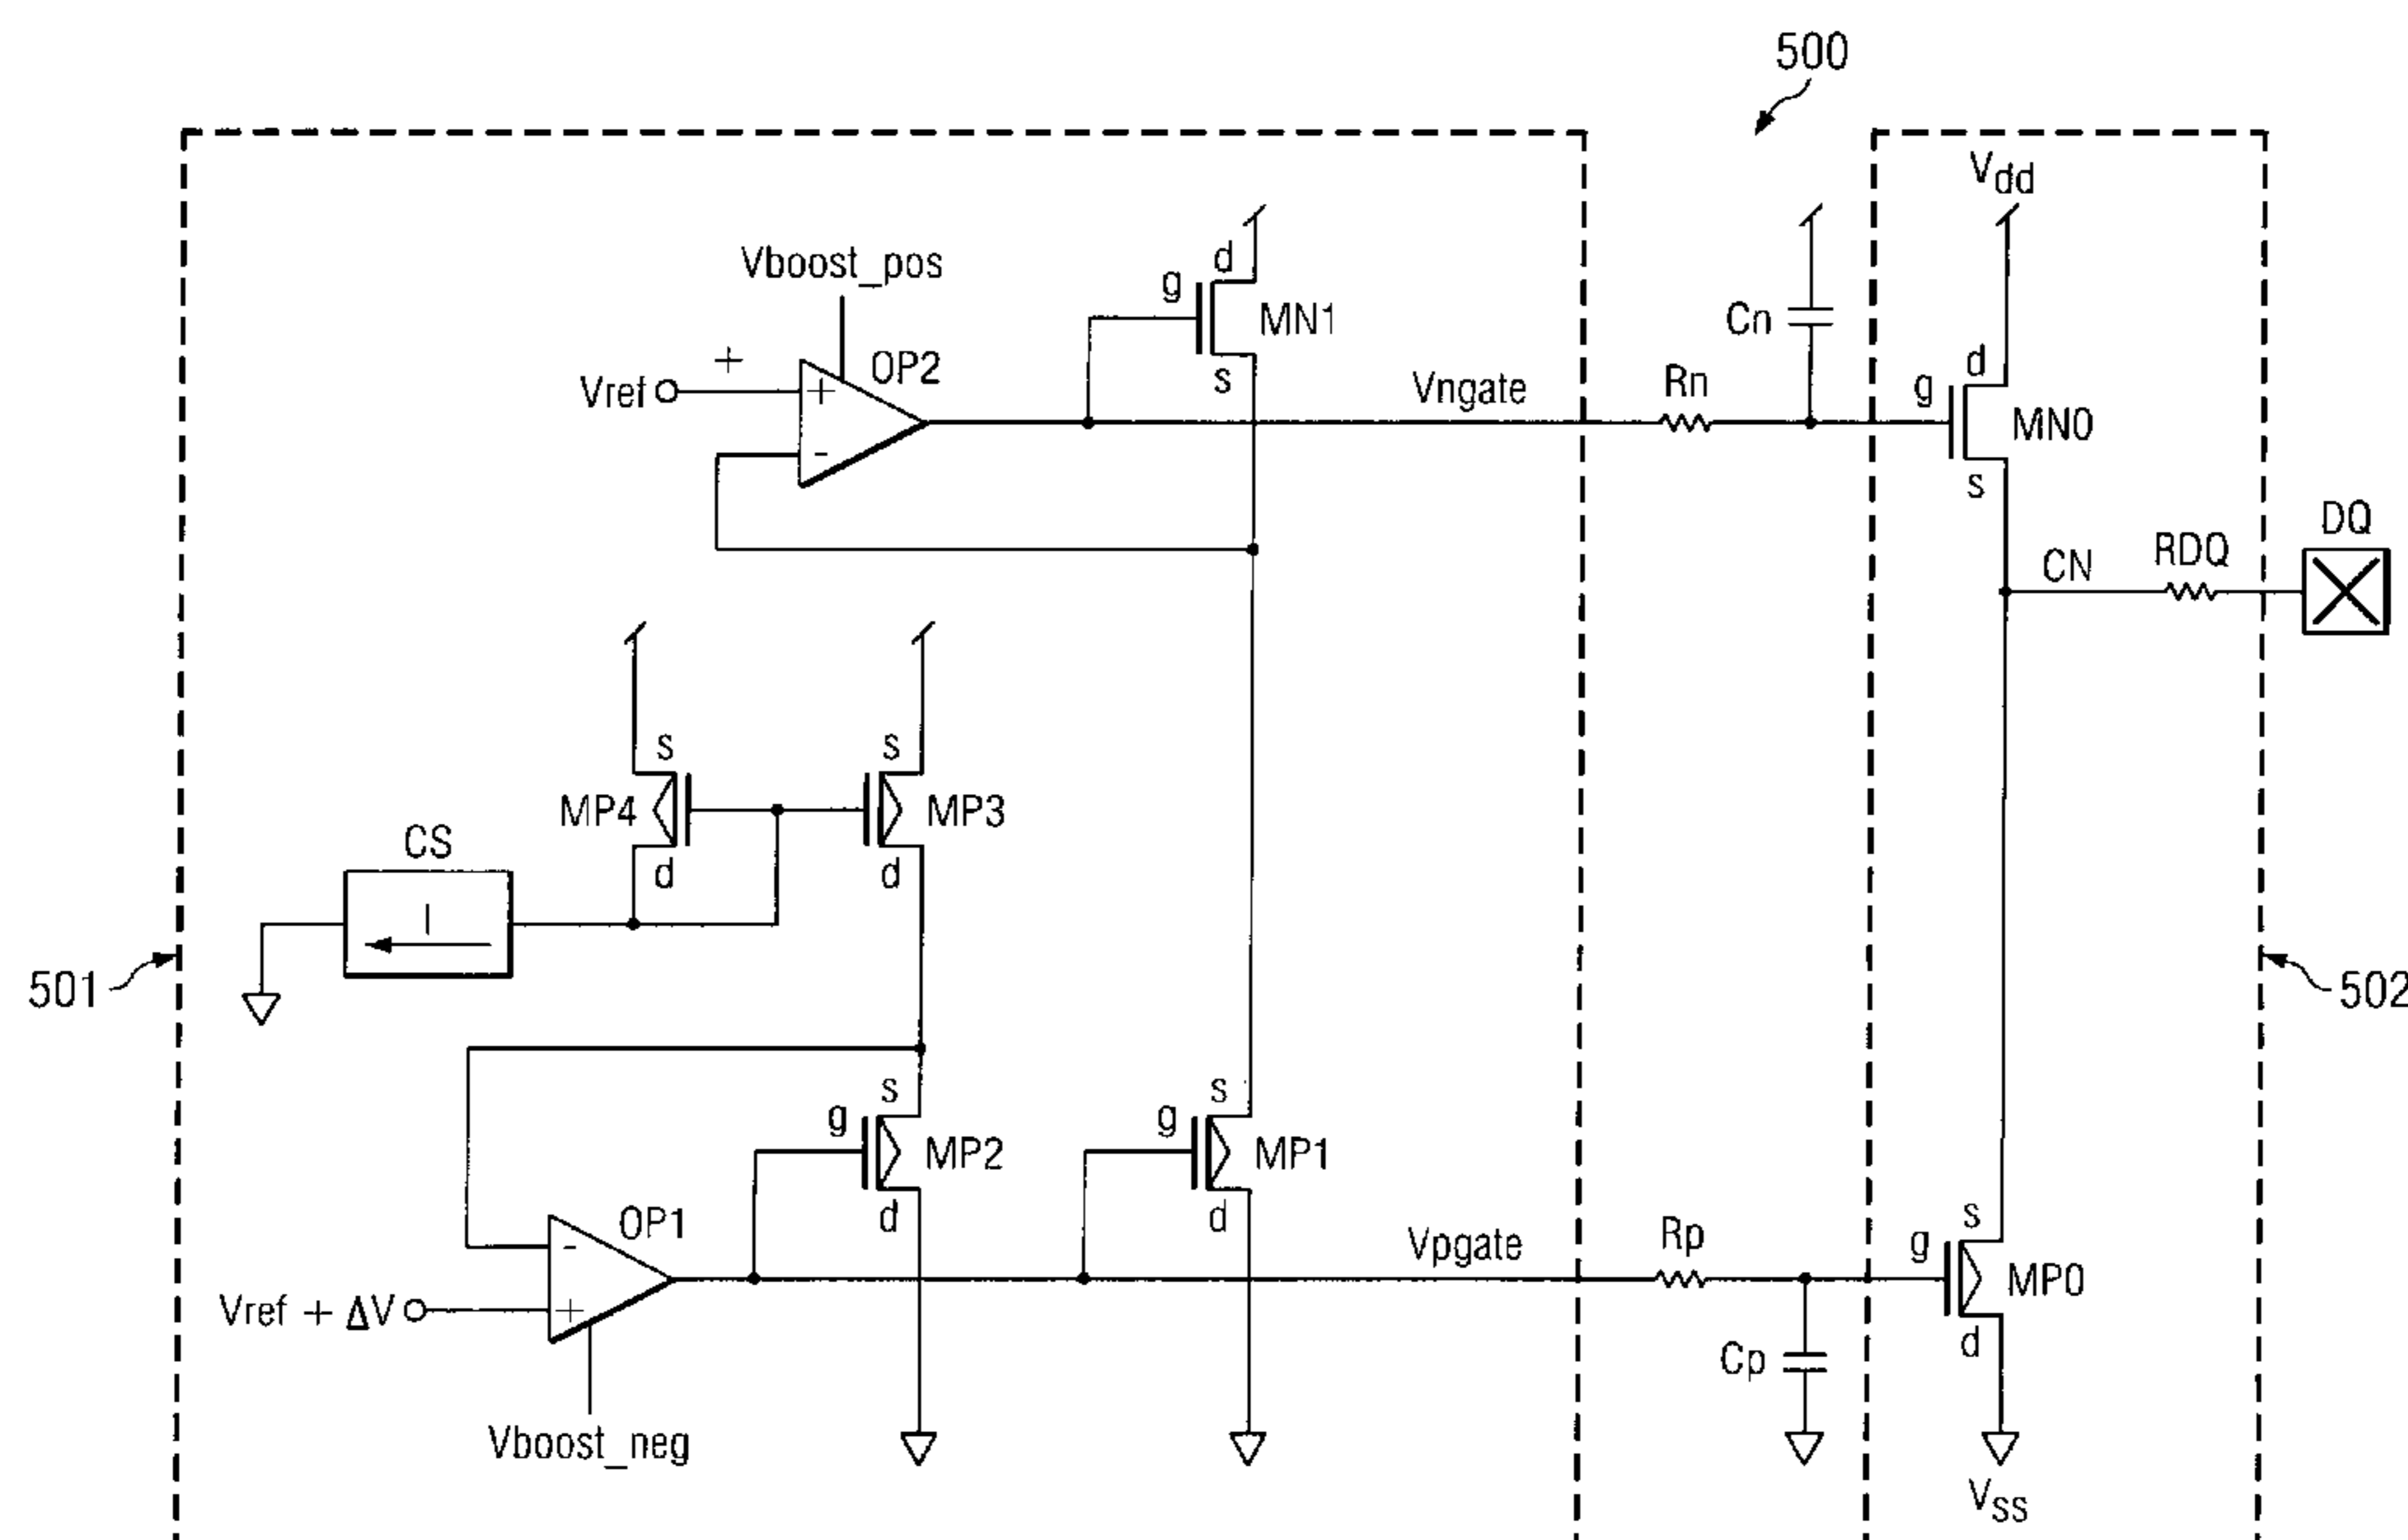 500
Vdd
Vboost_pos
d
g
MN1
s
+
Vref
+
OP2
-
Vngate
Rn
Cn
d
g
MN0
s
DQ
CN
RDQ
s
s
MP4
MP3
d
d
CS
I
501
502
s
g
MP2
d
s
g
MP1
d
OP1
-
+
Vref + ΔV
Vboost_neg
Vpgate
Rp
Cp
s
g
MP0
d
Vss